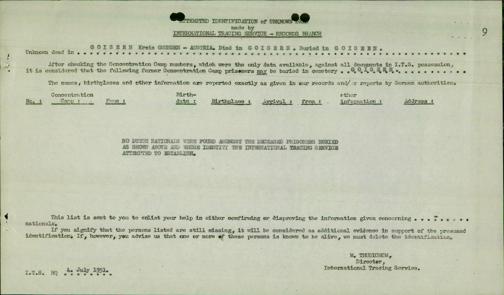 ATTEMPTED IDENTIFICATION of UNKNOWN DEAD
made by
INTERNATIONAL TRACING SERVICE - RECORDS BRANCH
9
Unknown dead in GOISERN Kreis GMUNDEN - AUSTRIA. Died in GOISERN. Buried in GOISERN.
After checking the Concentration Camp numbers, which were the only data available, against all documents in I.T.S. possession,
it is considered that the following former Concentration Camp prisoners may be buried in cemetery . . GOISERN. . . . . .
The names, birthplaces and other information are reported exactly as given in our records and/or reports by German authorities.
Concentration Birth- other
No.: Camp: Name: date: Birthplace: Arrival: from: information: Address:
NO DUTCH NATIONALS WERE FOUND AMONGST THE DECEASED PRISONERS BURIED
AS SHOWN ABOVE AND WHOSE IDENTITY THE INTERNATIONAL TRACING SERVICE
ATTEMPTED TO ESTABLISH.
This list is sent to you to enlist your help in either confirming or disproving the information given concerning . . . . . .
nationals.
If you signify that the persons listed are still missing, it will be considered as additional evidence in support of the presumed
identification. If, however, you advise us that one or more of these persons is known to be alive, we must delete the identification.
M. THUDICHUM,
Director,
International Tracing Service.
I.T.S. HQ 4. July 1951.